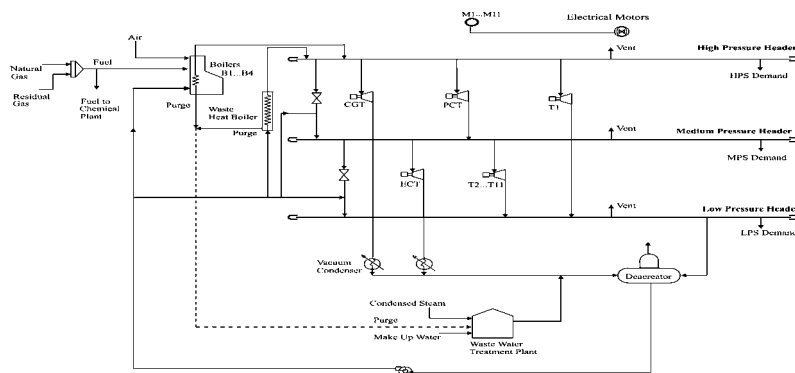 M1...M11
Electrical Motors
Air
Vent
High Pressure Header
Fuel
Boilers
B1...B4
Natural
Gas
HPS Demand
Residual
Gas
Fuel to
Chemical
Plant
Purge
Waste
Heat Boiler
Purge
CGT
PCT
T1
Vent
Medium Pressure Header
MPS Demand
ECT
T2...T11
Vent
Low Pressure Heade
LPS Demand
Vacuum
Condenser
Deaereator
Condensed Steam
Purge
Make Up Water
Waste Water
Treatment Plant